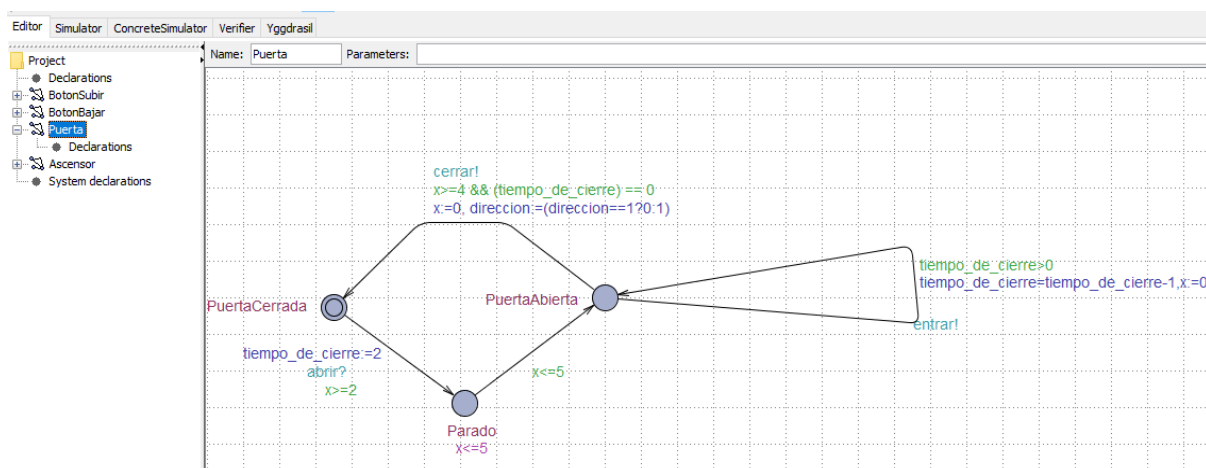 Editor Simulator ConcreteSimulator Verifier Yggdrasil
Name: Puerta Parameters:
Project
Declarations
BotonSubir
BotonBajar
Puerta
Declarations
Ascensor
System declarations
cerrar!
x>=4 && (tiempo_de_cierre) == 0
x:=0, direccion:=(direccion==1?0:1)
tiempo_de_cierre>0
tiempo_de_cierre=tiempo_de_cierre-1,x:=0
entrar!
PuertaAbierta
PuertaCerrada
tiempo_de_cierre:=2
abrir?
x>=2
x<=5
Parado
x<=5